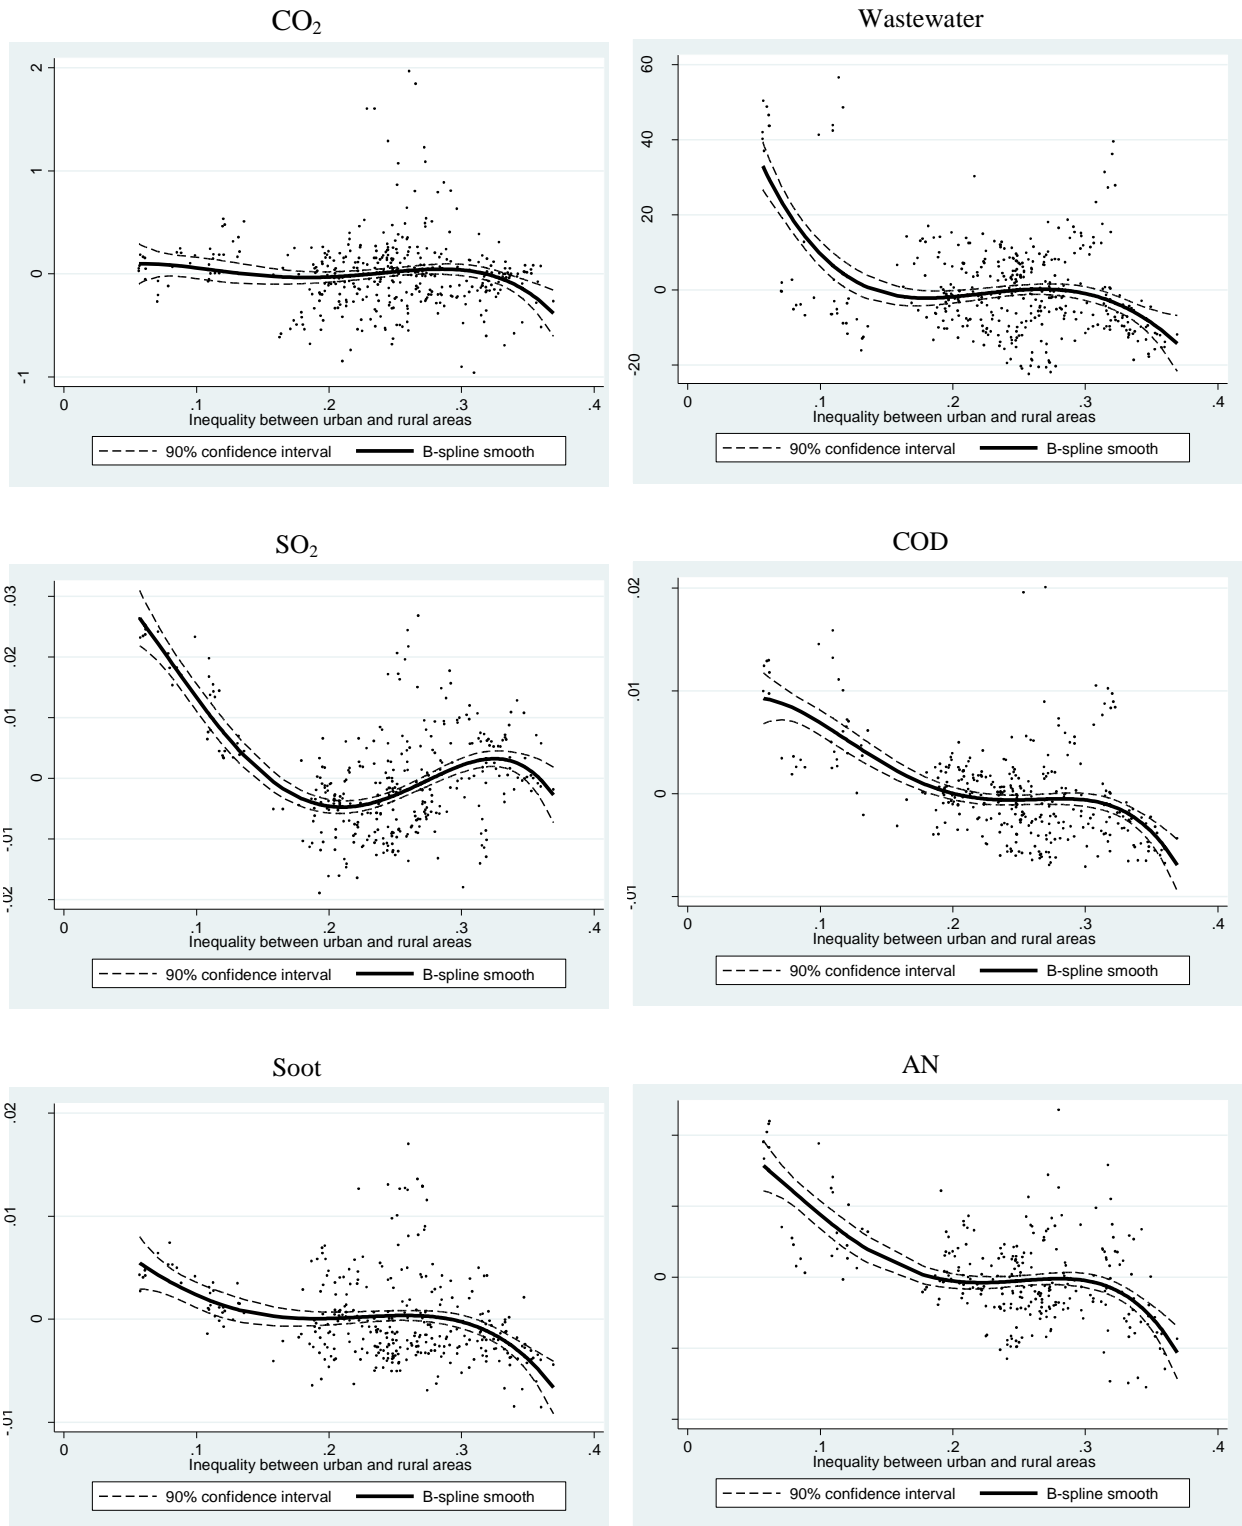 CO₂
2
1
0
-1
0 .1 .2 .3 .4
Inequality between urban and rural areas
90% confidence interval B-spline smooth
Wastewater
60
40
20
0
-20
0 .1 .2 .3 .4
Inequality between urban and rural areas
90% confidence interval B-spline smooth
SO₂
.03
.02
.01
0
-.01
-.02
0 .1 .2 .3 .4
Inequality between urban and rural areas
90% confidence interval B-spline smooth
COD
.02
.01
0
-.01
0 .1 .2 .3 .4
Inequality between urban and rural areas
90% confidence interval B-spline smooth
Soot
.02
.01
0
-.01
0 .1 .2 .3 .4
Inequality between urban and rural areas
90% confidence interval B-spline smooth
AN
0
0 .1 .2 .3 .4
Inequality between urban and rural areas
90% confidence interval B-spline smooth